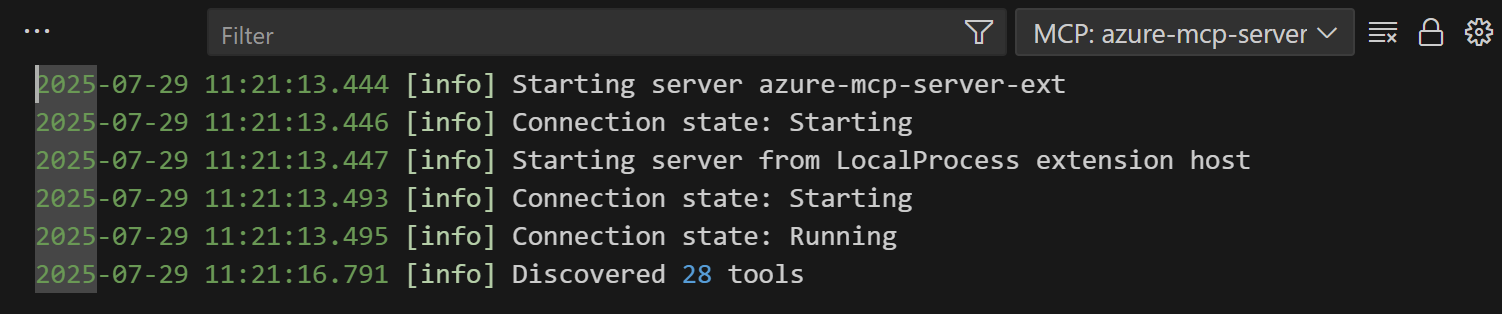 Filter
MCP: azure-mcp-server
2025-07-29 11:21:13.444 [info] Starting server azure-mcp-server-ext
2025-07-29 11:21:13.446 [info] Connection state: Starting
2025-07-29 11:21:13.447 [info] Starting server from LocalProcess extension host
2025-07-29 11:21:13.493 [info] Connection state: Starting
2025-07-29 11:21:13.495 [info] Connection state: Running
2025-07-29 11:21:16.791 [info] Discovered 28 tools